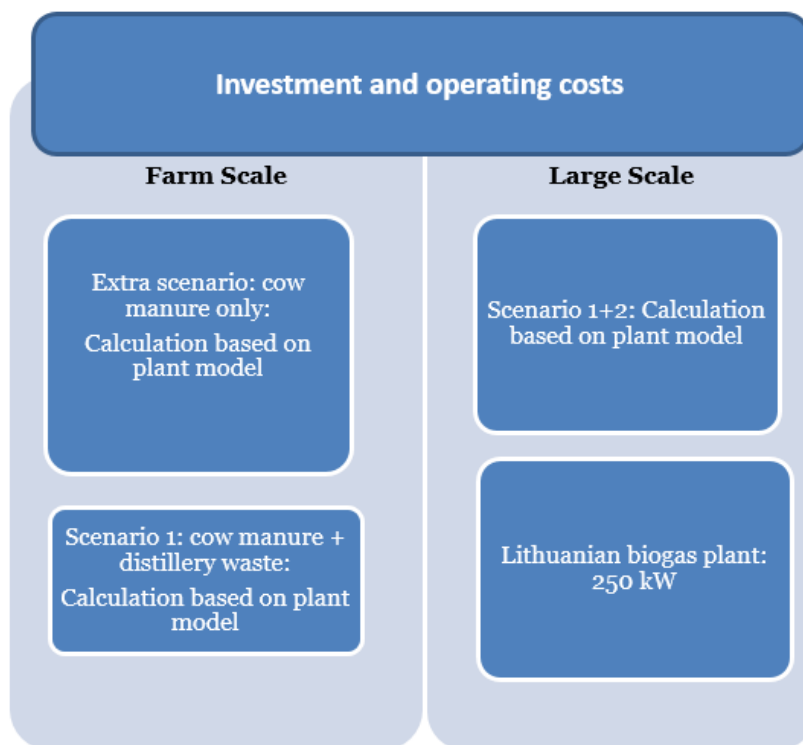 Investment and operating costs
Farm Scale
Extra scenario: cow
manure only:
Calculation based on
plant model
Scenario 1: cow manure +
distillery waste:
Calculation based on plant
model
Large Scale
Scenario 1+2: Calculation
based on plant model
Lithuanian biogas plant:
250 kW